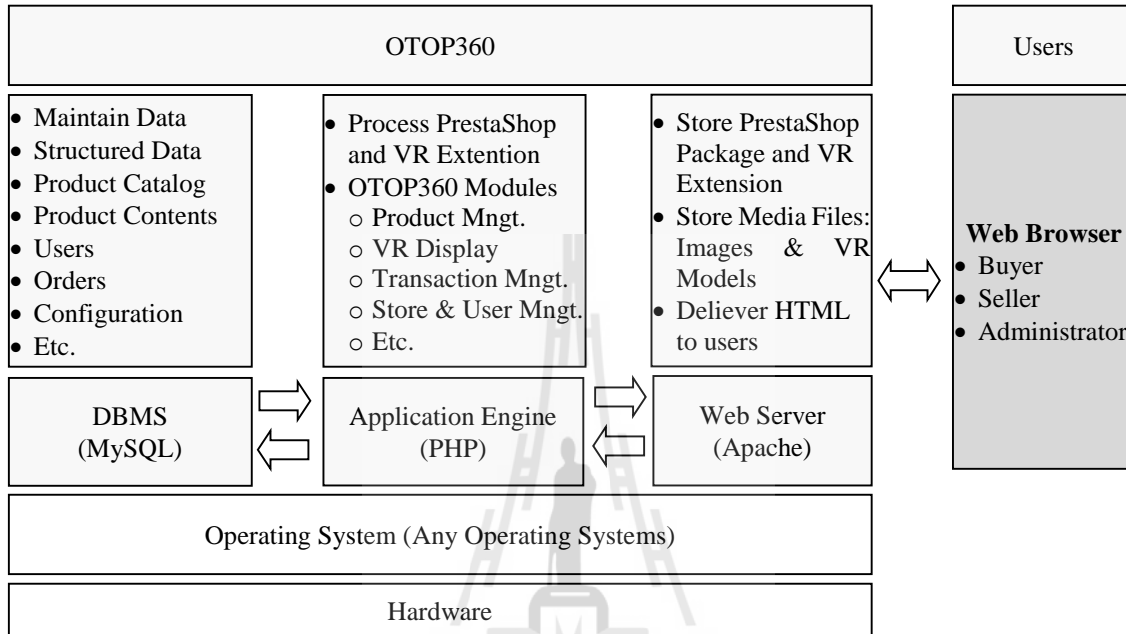 OTOP360
Users
• Maintain Data
• Structured Data
• Product Catalog
• Product Contents
• Users
• Orders
• Configuration
• Etc.
• Process PrestaShop
and VR Extention
• OTOP360 Modules
○ Product Mngt.
○ VR Display
○ Transaction Mngt.
○ Store & User Mngt.
○ Etc.
• Store PrestaShop
Package and VR
Extension
• Store Media Files:
Images & VR
Models
• Deliever HTML
to users
Web Browser
• Buyer
• Seller
• Administrator
DBMS
(MySQL)
Application Engine
(PHP)
Web Server
(Apache)
Operating System (Any Operating Systems)
Hardware